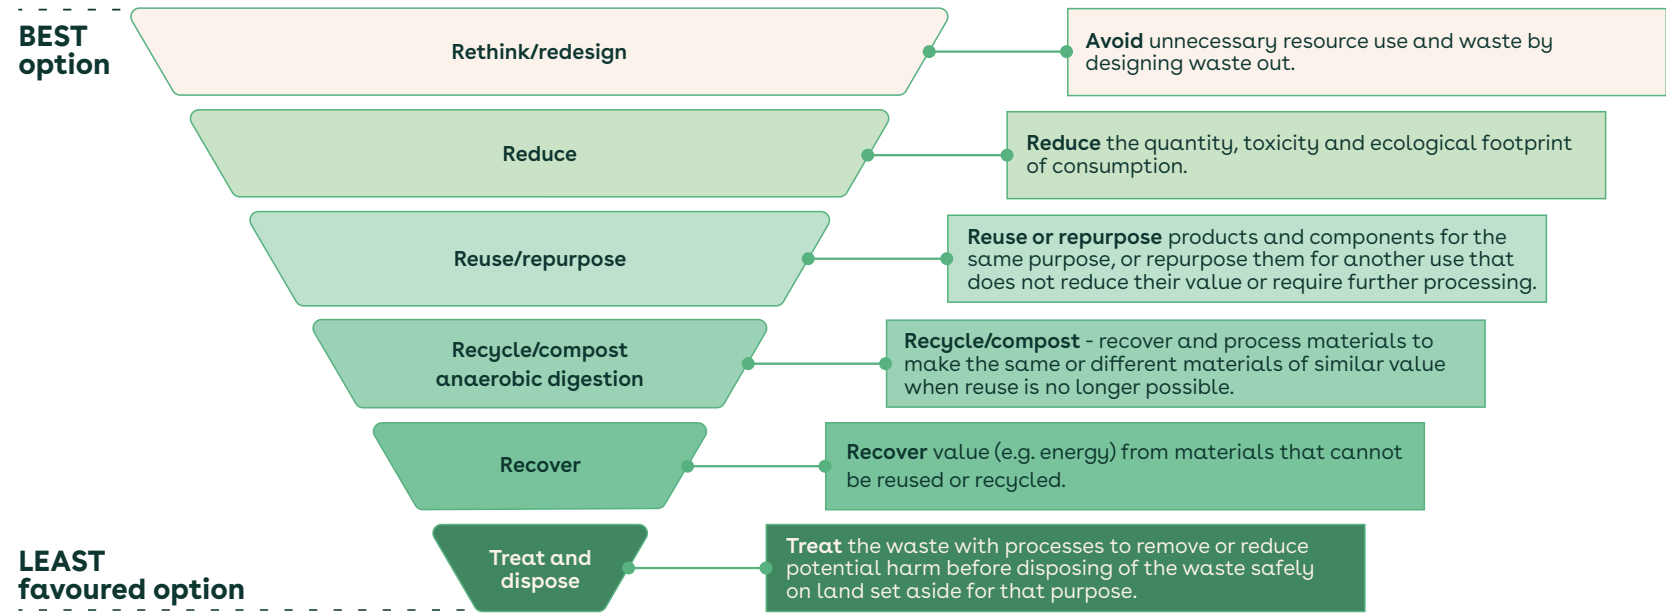 BEST
option
Rethink/redesign
Avoid unnecessary resource use and waste by
designing waste out.
Reduce
Reduce the quantity, toxicity and ecological footprint
of consumption.
Reuse/repurpose
Reuse or repurpose products and components for the
same purpose, or repurpose them for another use that
does not reduce their value or require further processing.
Recycle/compost
anaerobic digestion
Recycle/compost - recover and process materials to
make the same or different materials of similar value
when reuse is no longer possible.
Recover
Recover value (e.g. energy) from materials that cannot
be reused or recycled.
LEAST
favoured option
Treat and
dispose
Treat the waste with processes to remove or reduce
potential harm before disposing of the waste safely
on land set aside for that purpose.